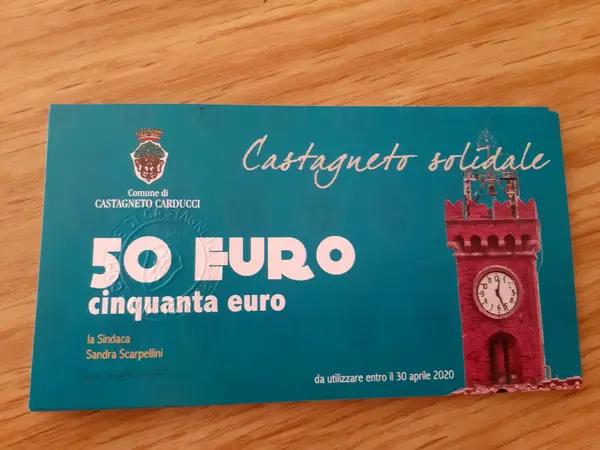 Castagneto solidale
Comune di
CASTAGNETO CARDUCCI
50 EURO
cinquanta euro
la Sindaca
Sandra Scarpellini
da utilizzare entro il 30 aprile 2020